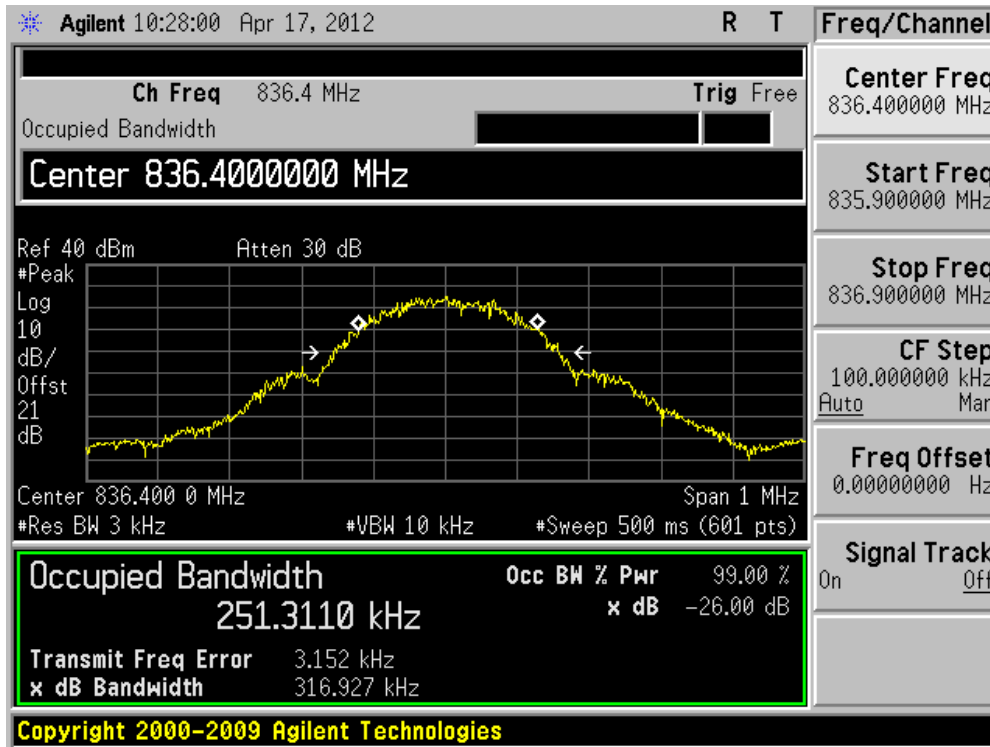 Agilent 10:28:00 Apr 17, 2012 R T
Ch Freq 836.4 MHz Trig Free
Occupied Bandwidth
Center 836.4000000 MHz
Ref 40 dBm Atten 30 dB
#Peak
Log
10
dB/
Offst
21
dB
Center 836.400 0 MHz Span 1 MHz
#Res BW 3 kHz #VBW 10 kHz #Sweep 500 ms (601 pts)
Occupied Bandwidth Occ BW % Pwr 99.00 %
251.3110 kHz x dB -26.00 dB
Transmit Freq Error 3.152 kHz
x dB Bandwidth 316.927 kHz
Copyright 2000-2009 Agilent Technologies
Freq/Channel
Center Freq
836.400000 MHz
Start Freq
835.900000 MHz
Stop Freq
836.900000 MHz
CF Step
100.000000 kHz
Auto Man
Freq Offset
0.00000000 Hz
Signal Track
On Off